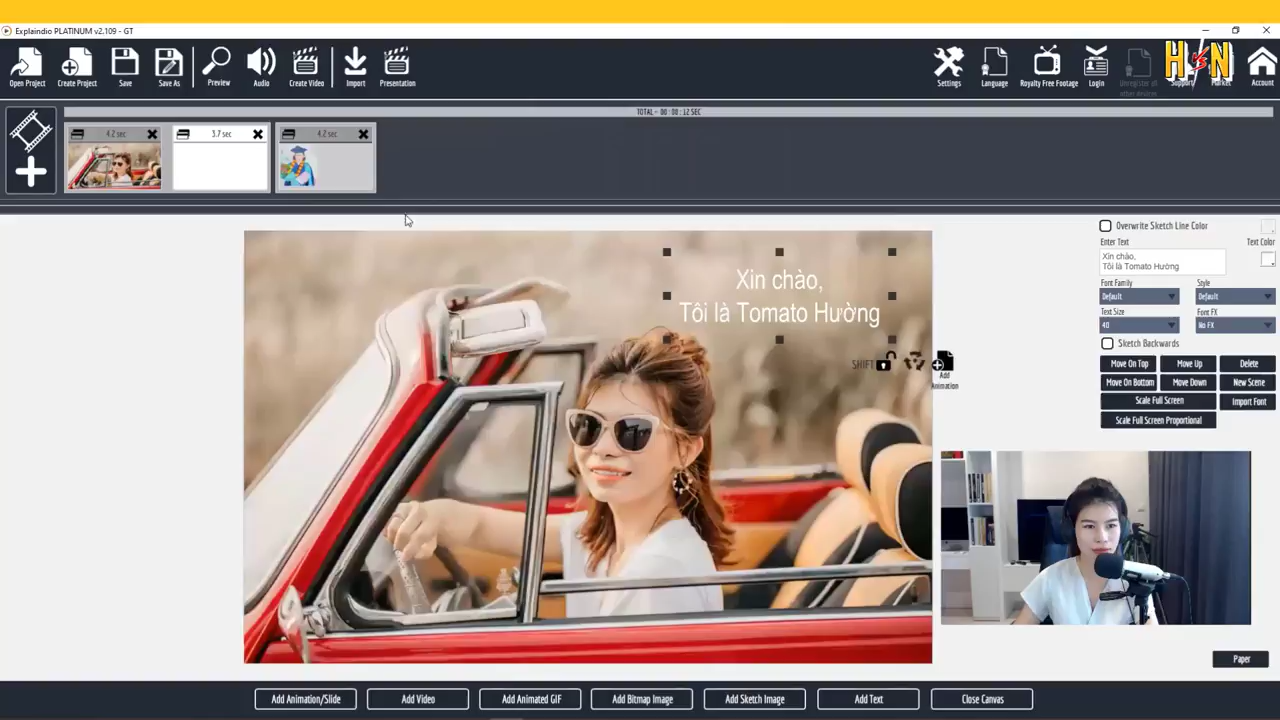 Explaindio PLATINUM v2.109 - GT
Open Project
Create Project
Save
Save As
Preview
Audio
Create Video
Import
Presentation
Settings
Language
Royalty Free Footage
Login
Unregister all
other devices
Support
Market
Account
H vs N
TOTAL - 00 : 00 : 12 SEC
4.2 sec
3.7 sec
4.2 sec
Xin chào,
Tôi là Tomato Hường
SHIFT
Add
Animation
Overwrite Sketch Line Color
Enter Text
Text Color
Xin chào,
Tôi là Tomato Hường
Font Family
Style
Default
Default
Text Size
Font FX
40
No FX
Sketch Backwards
Move On Top
Move Up
Delete
Move On Bottom
Move Down
New Scene
Scale Full Screen
Import Font
Scale Full Screen Proportional
Paper
Add Animation/Slide
Add Video
Add Animated GIF
Add Bitmap Image
Add Sketch Image
Add Text
Close Canvas